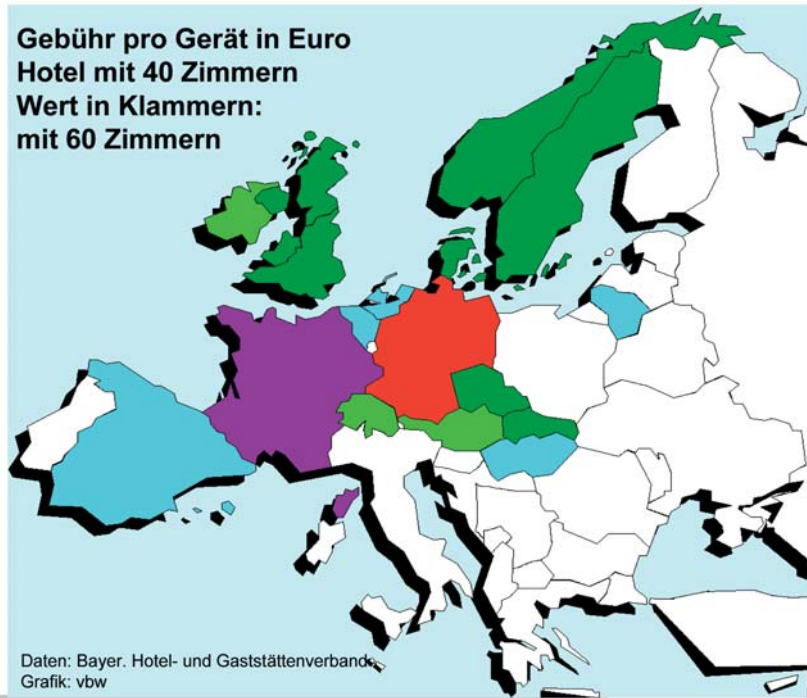 Gebühr pro Gerät in Euro
Hotel mit 40 Zimmern
Wert in Klammern:
mit 60 Zimmern
Daten: Bayer. Hotel- und Gaststättenverband
Grafik: vbw